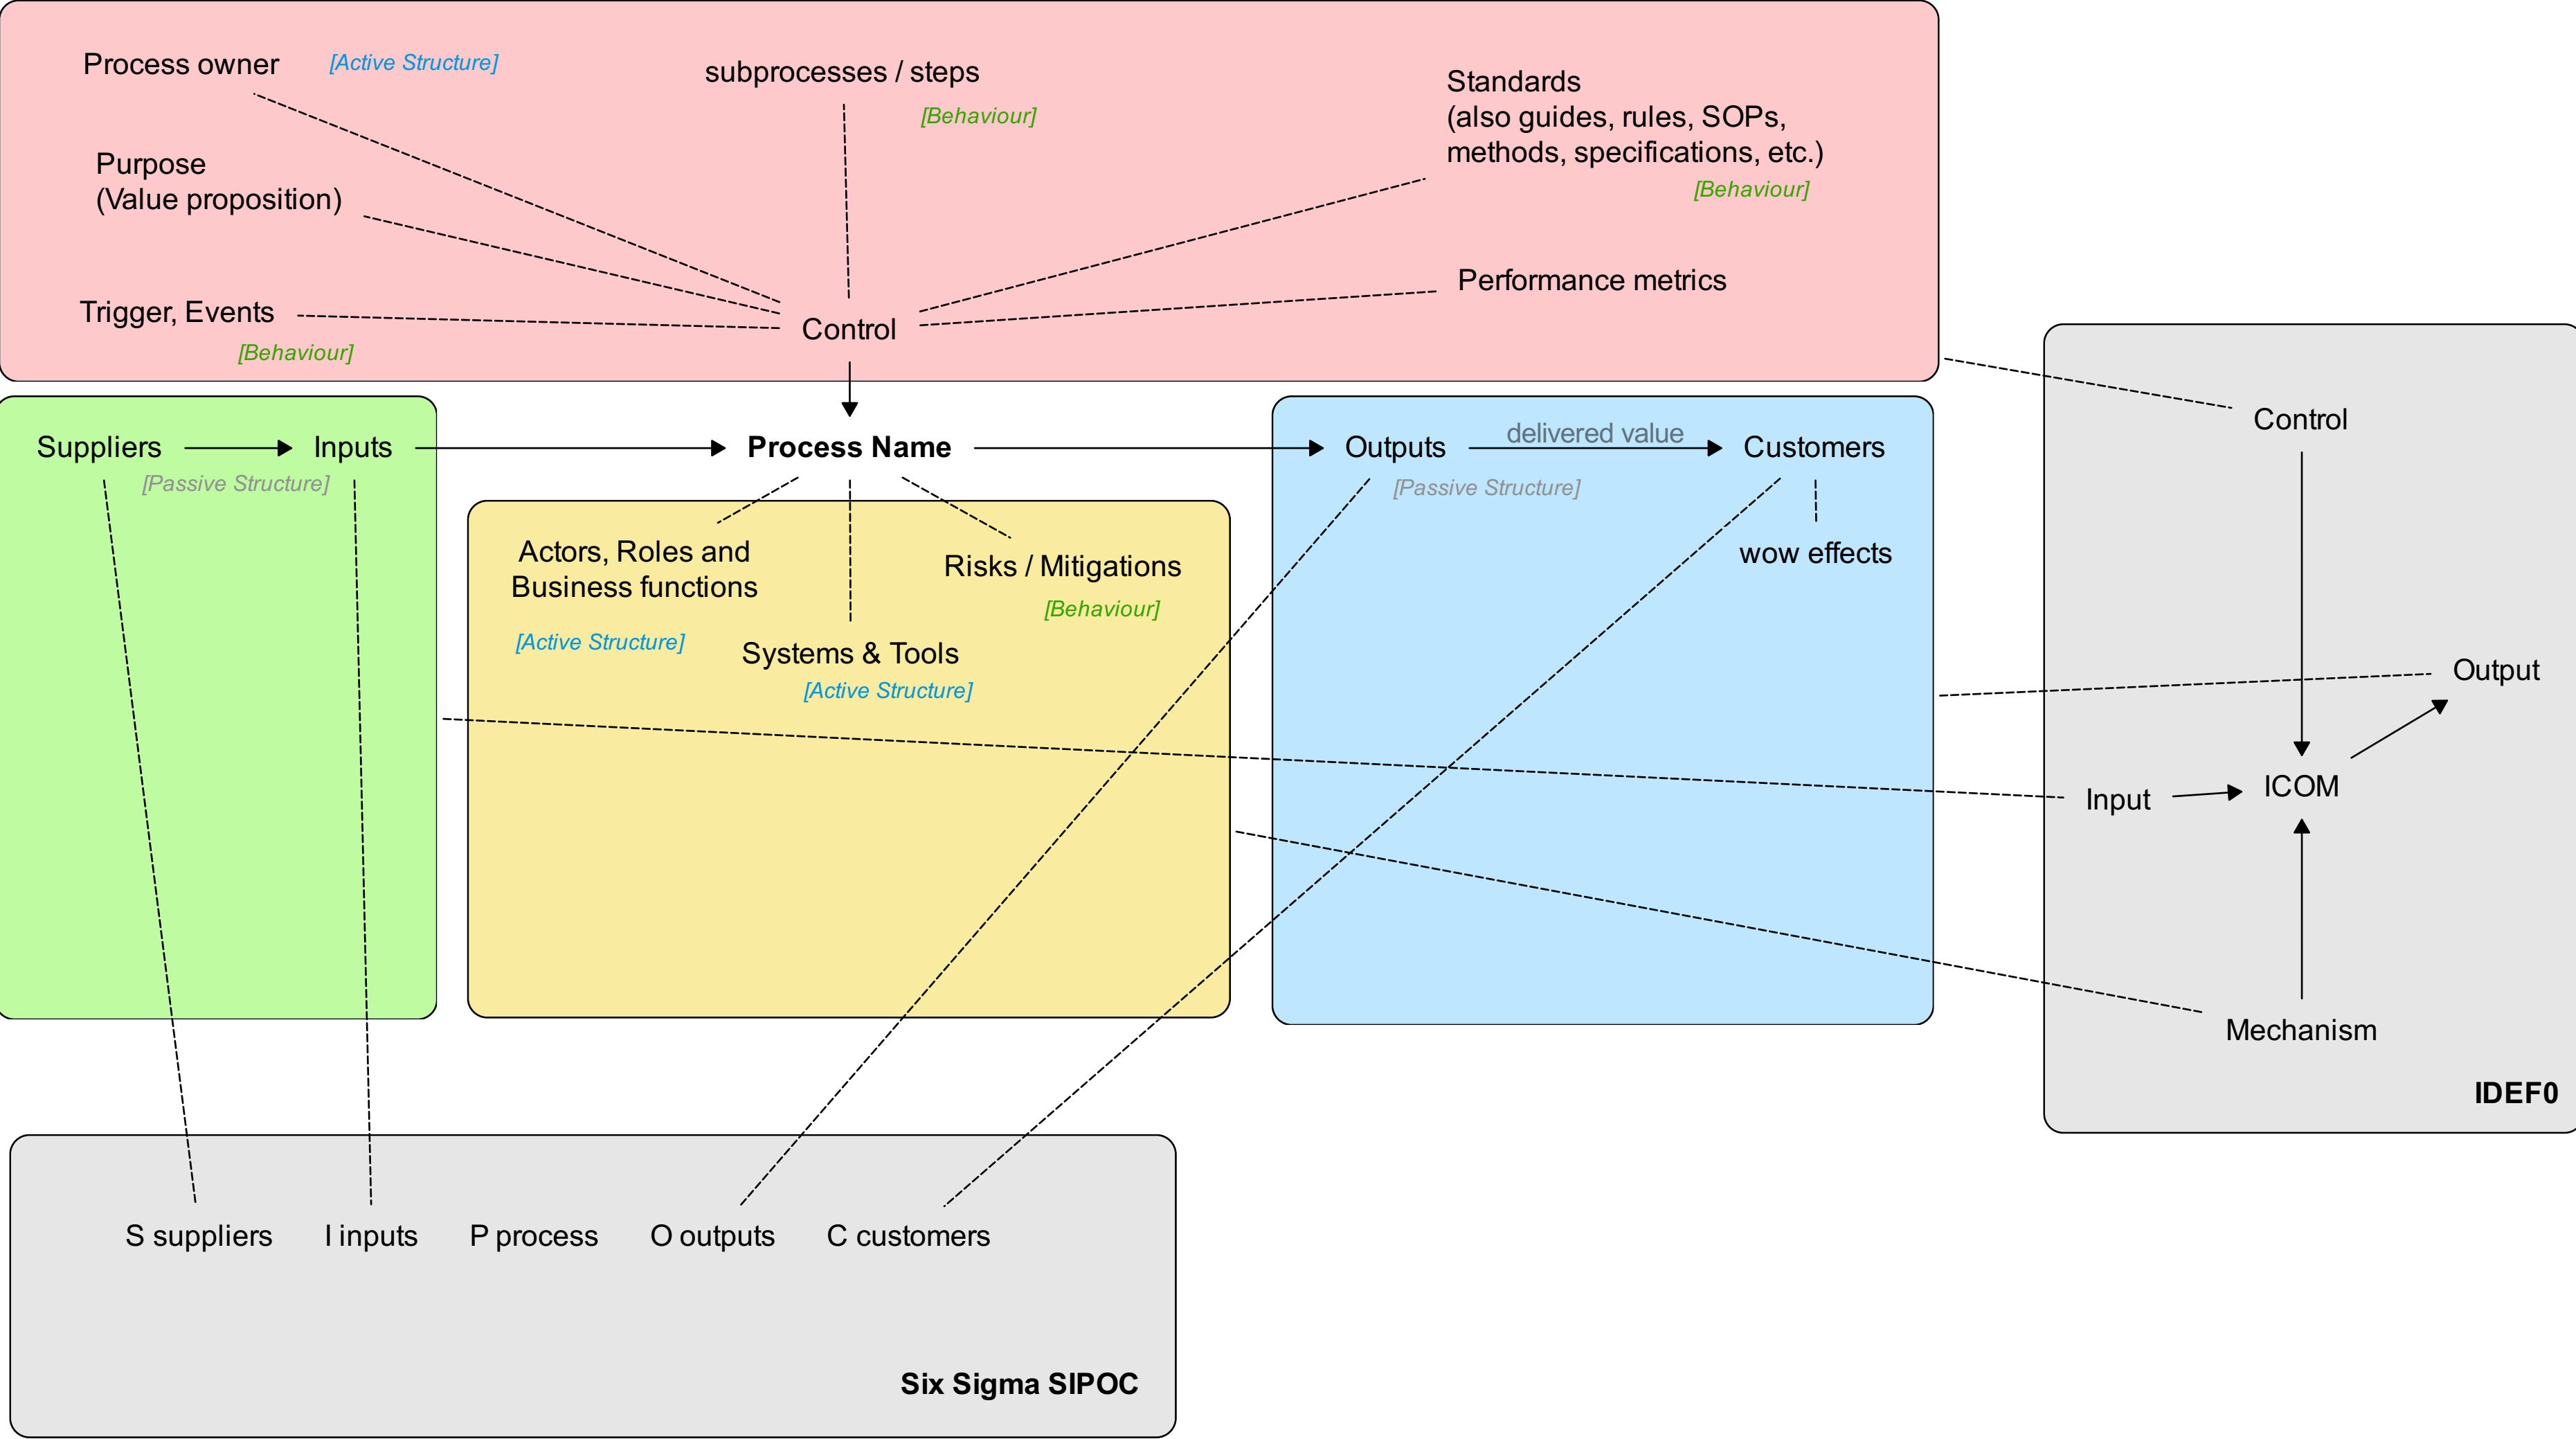 Process owner
[Active Structure]
subprocesses / steps
[Behaviour]
Standards
(also guides, rules, SOPs,
methods, specifications, etc.)
[Behaviour]
Purpose
(Value proposition)
Performance metrics
Trigger, Events
[Behaviour]
Control
Suppliers
Inputs
[Passive Structure]
Process Name
Outputs
delivered value
Customers
[Passive Structure]
wow effects
Actors, Roles and
Business functions
[Active Structure]
Risks / Mitigations
[Behaviour]
Systems & Tools
[Active Structure]
Control
Output
Input
ICOM
Mechanism
IDEF0
S suppliers
I inputs
P process
O outputs
C customers
Six Sigma SIPOC